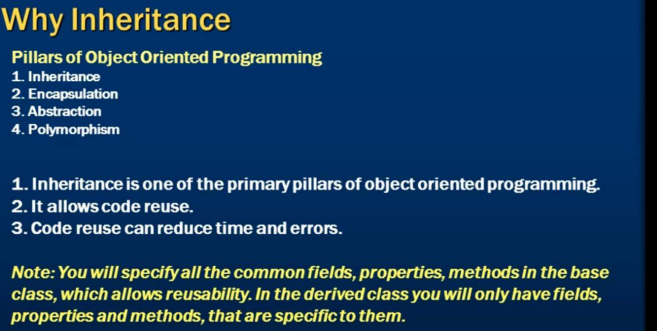 Why Inheritance
Pillars of Object Oriented Programming
1. Inheritance
2. Encapsulation
3. Abstraction
4. Polymorphism
1. Inheritance is one of the primary pillars of object oriented programming.
2. It allows code reuse.
3. Code reuse can reduce time and errors.
Note: You will specify all the common fields, properties, methods in the base
class, which allows reusability. In the derived class you will only have fields,
properties and methods, that are specific to them.